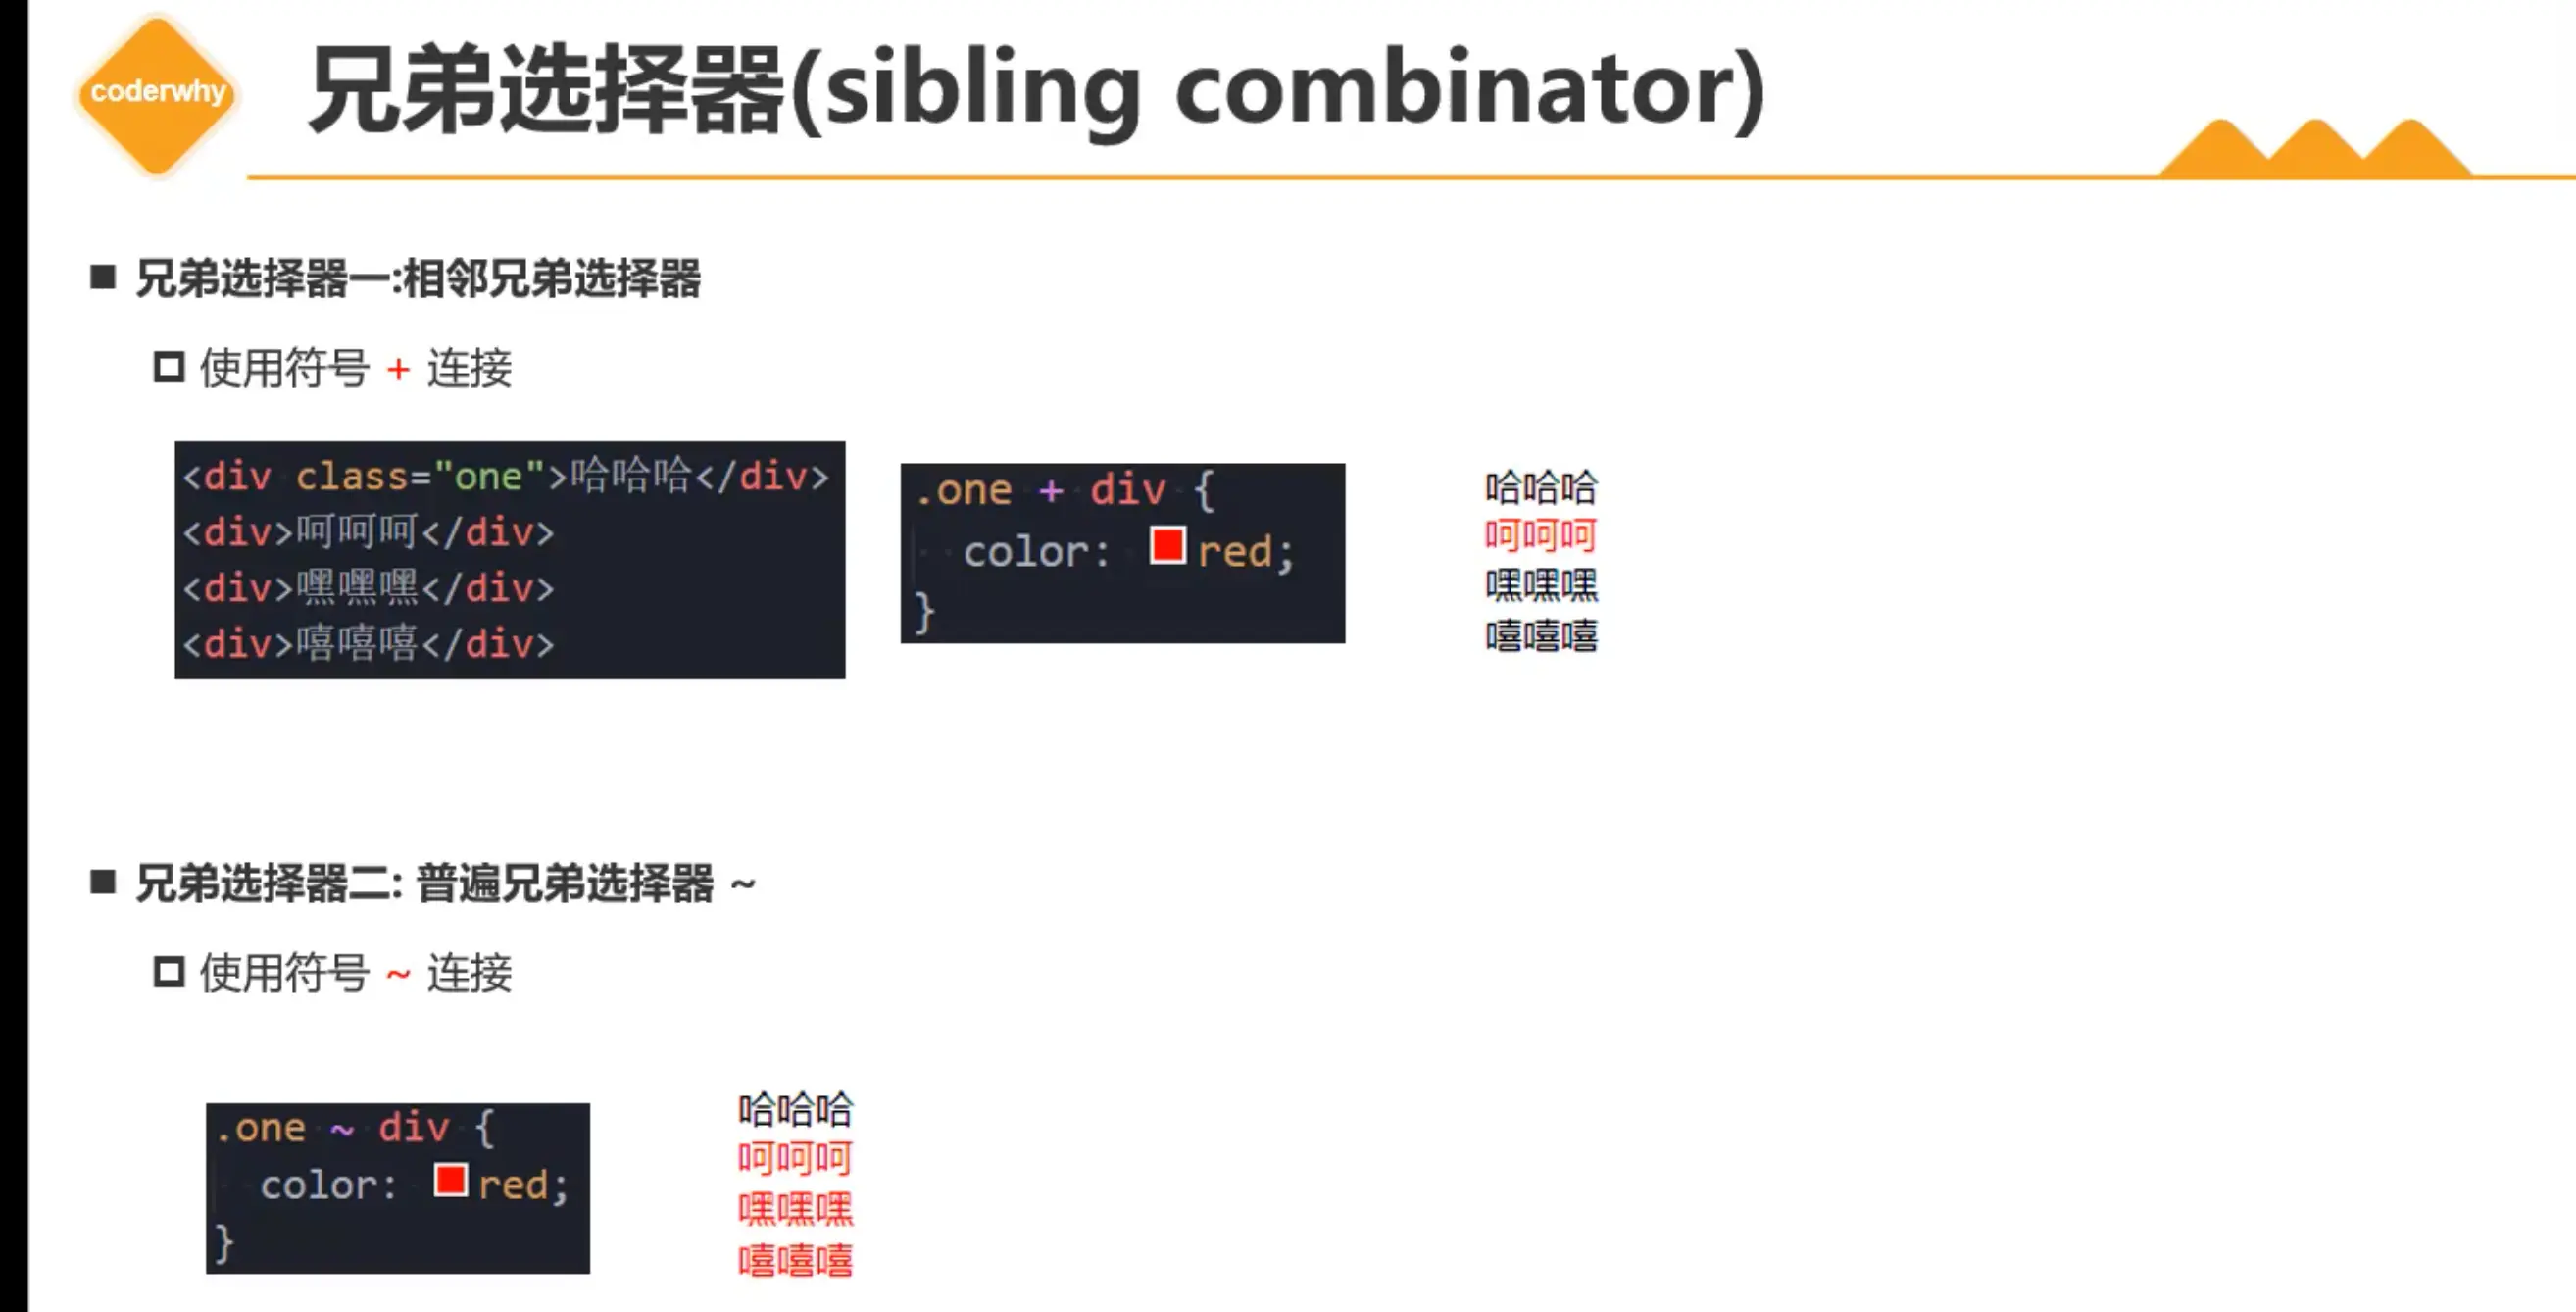 coderwhy
兄弟选择器(sibling combinator)
兄弟选择器一:相邻兄弟选择器
使用符号 + 连接
<div class="one">哈哈哈</div>
<div>呵呵呵</div>
<div>嘿嘿嘿</div>
<div>嘻嘻嘻</div>
.one + div {
color: red;
}
哈哈哈
呵呵呵
嘿嘿嘿
嘻嘻嘻
兄弟选择器二: 普遍兄弟选择器 ~
使用符号 ~ 连接
.one ~ div {
color: red;
}
哈哈哈
呵呵呵
嘿嘿嘿
嘻嘻嘻